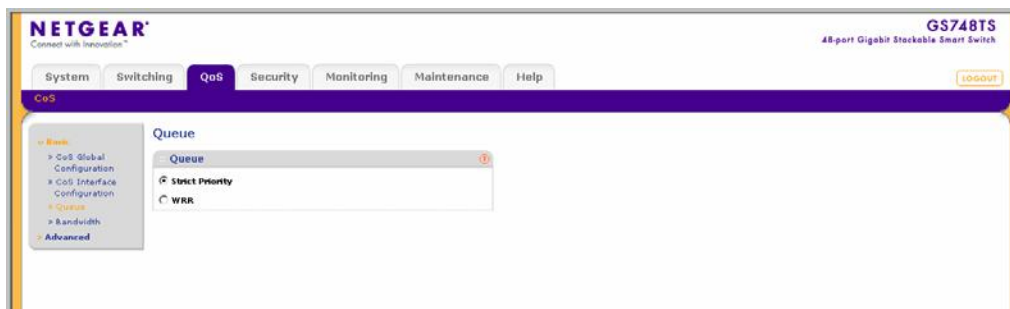 NETGEAR
Connect with Innovation™
GS748TS
48-port Gigabit Stackable Smart Switch
System Switching QoS Security Monitoring Maintenance Help
LOGOUT
CoS
Basic
CoS Global
Configuration
CoS Interface
Configuration
Queue
Bandwidth
Advanced
Queue
Queue
Strict Priority
WRR